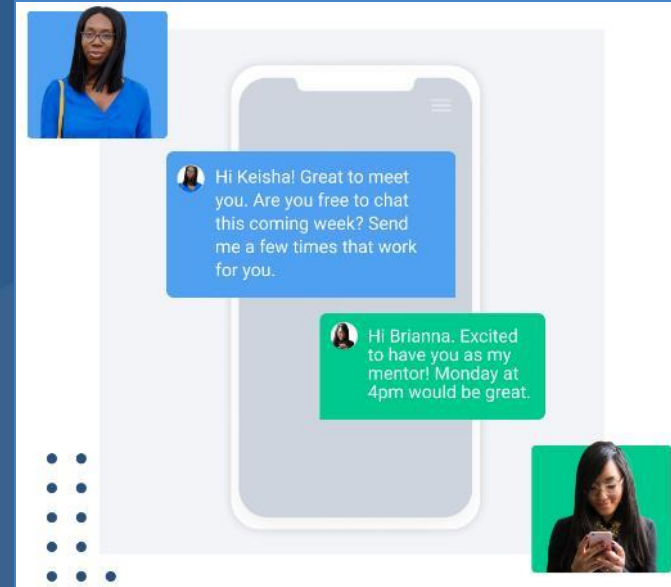 Hi Keisha! Great to meet
you. Are you free to chat
this coming week? Send
me a few times that work
for you.
Hi Brianna. Excited
to have you as my
mentor! Monday at
4pm would be great.